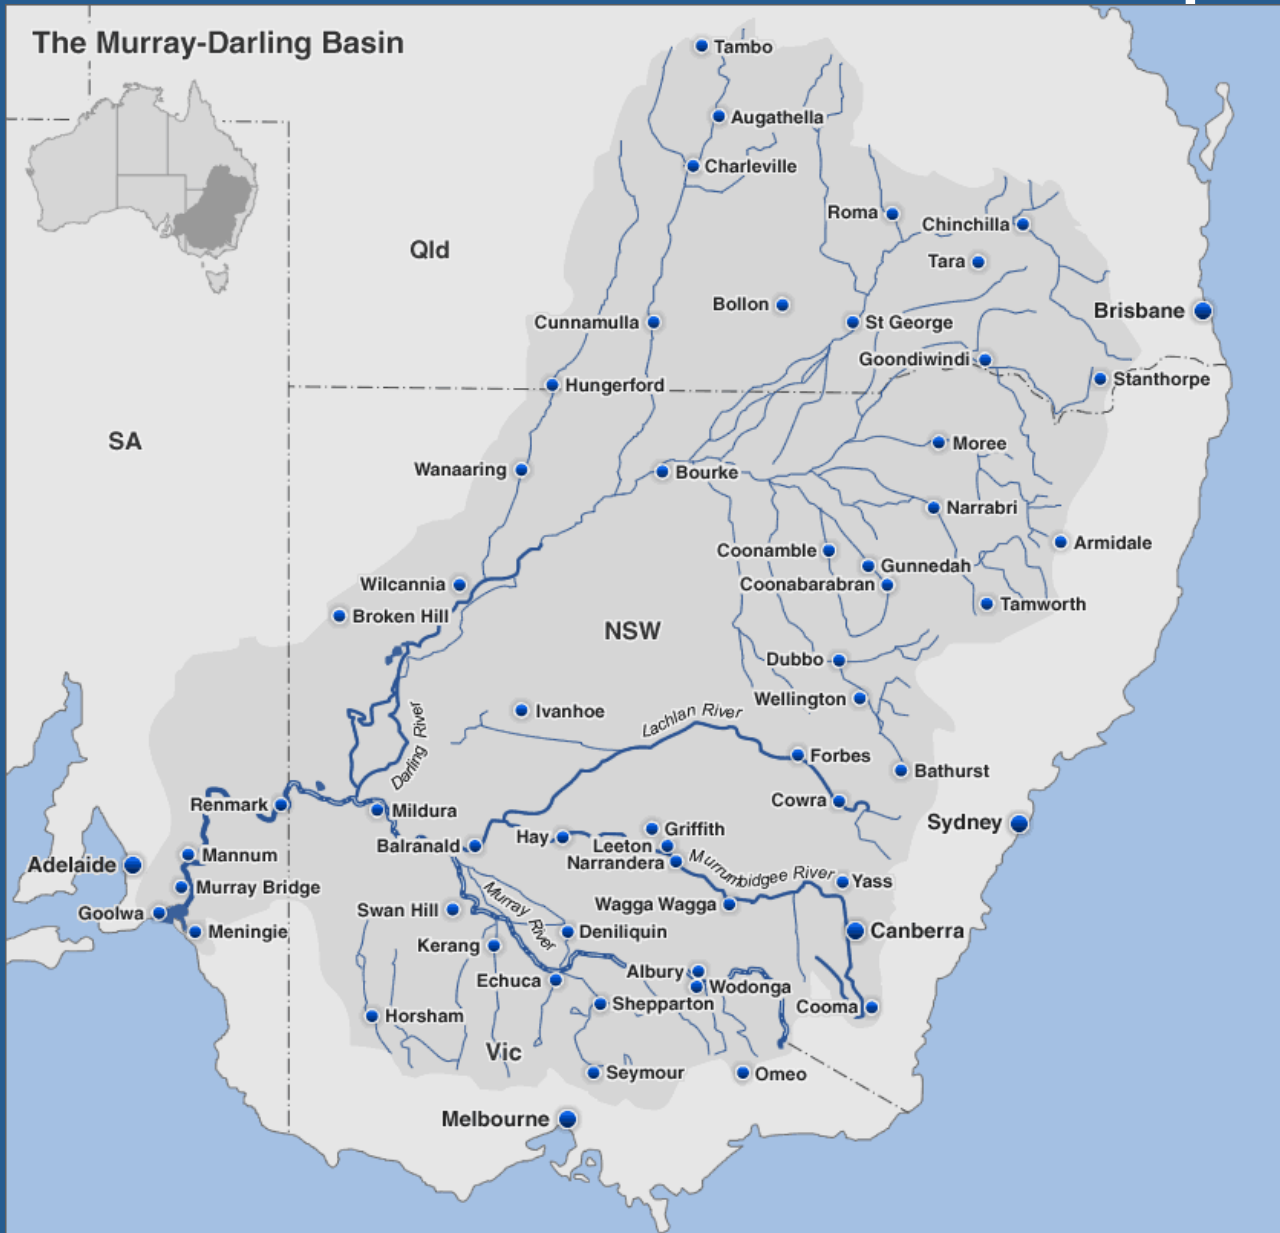 The Murray-Darling Basin
Tambo
Augathella
Charleville
Roma
Chinchilla
Qld
Tara
Bollon
Brisbane
Cunnamulla
St George
Goondiwindi
Hungerford
Stanthorpe
SA
Moree
Wanaaring
Bourke
Narrabri
Coonamble
Armidale
Gunnedah
Wilcannia
Coonabarabran
Tamworth
Broken Hill
NSW
Dubbo
Wellington
Ivanhoe
Lachlan River
Darling River
Forbes
Bathurst
Cowra
Renmark
Mildura
Sydney
Griffith
Hay
Balranald
Leeton
Mannum
Narrandera
Adelaide
Murrumbidgee River
Yass
Murray Bridge
Murray River
Wagga Wagga
Swan Hill
Goolwa
Meningie
Deniliquin
Canberra
Kerang
Albury
Echuca
Wodonga
Shepparton
Cooma
Horsham
Vic
Seymour
Omeo
Melbourne